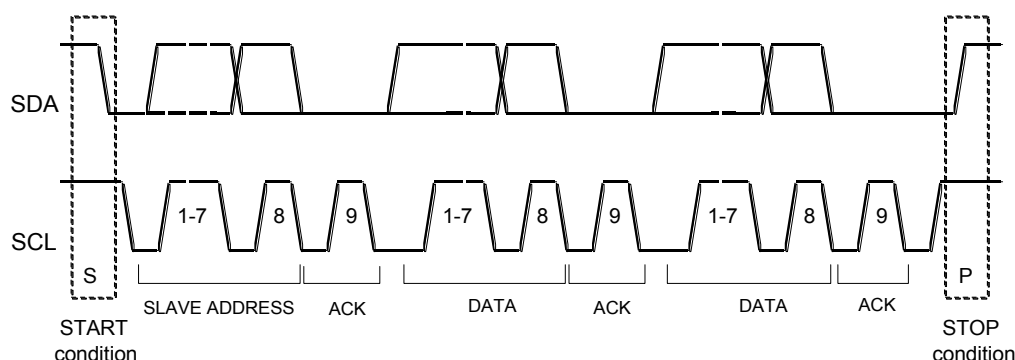 SDA
SCL
1-7 8 9 1-7 8 9 1-7 8 9
S P
SLAVE ADDRESS ACK DATA ACK DATA ACK
START
condition
STOP
condition